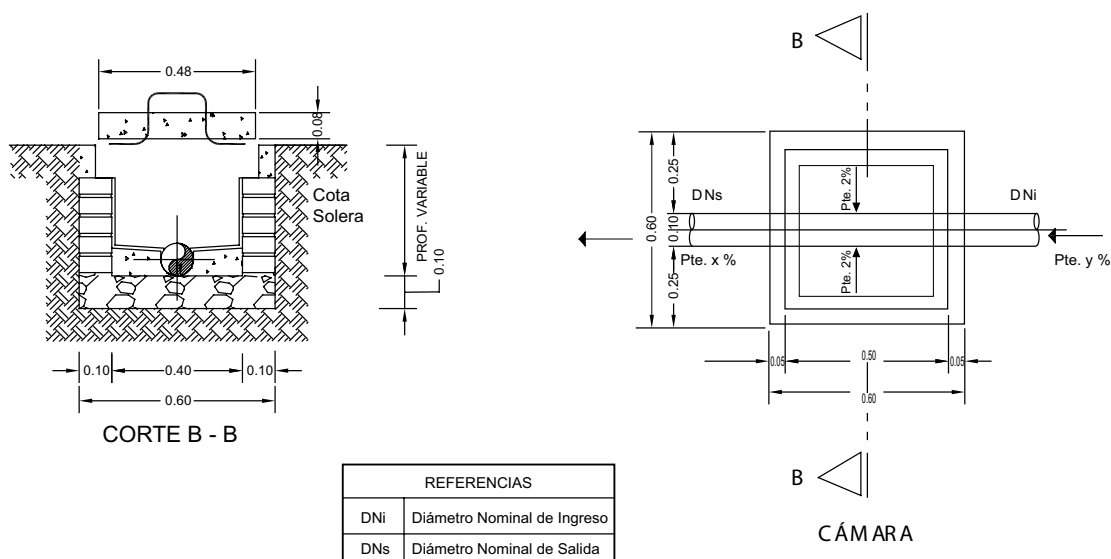 0.48
0.08
Cota
Solera
PROF. VARIABLE
0.10
0.10
0.40
0.10
0.60
CORTE B - B
B
DNs
DNi
0.60
0.25
0.10
0.25
Pte. 2%
Pte. 2%
Pte. x %
Pte. y %
0.05
0.50
0.05
0.60
B
CÁMARA
REFERENCIAS
DNi Diámetro Nominal de Ingreso
DNs Diámetro Nominal de Salida